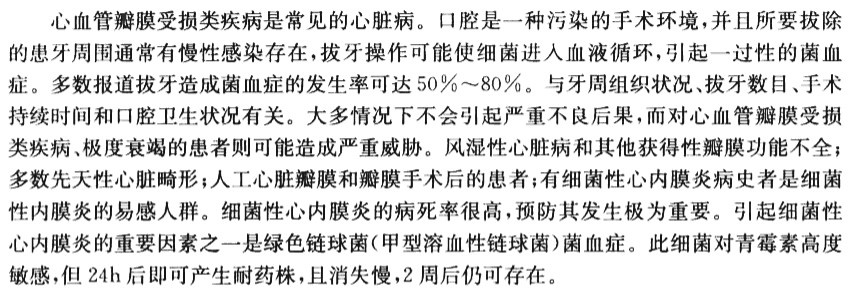 心血管瓣膜受损类疾病是常见的心脏病。口腔是一种污染的手术环境,并且所要拔除
的患牙周围通常有慢性感染存在,拔牙操作可能使细菌进入血液循环,引起一过性的菌血
症。多数报道拔牙造成菌血症的发生率可达50%～80%。与牙周组织状况、拔牙数目、手术
持续时间和口腔卫生状况有关。大多情况下不会引起严重不良后果,而对心血管瓣膜受损
类疾病、极度衰竭的患者则可能造成严重威胁。风湿性心脏病和其他获得性瓣膜功能不全;
多数先天性心脏畸形;人工心脏瓣膜和瓣膜手术后的患者;有细菌性心内膜炎病史者是细菌
性内膜炎的易感人群。细菌性心内膜炎的病死率很高,预防其发生极为重要。引起细菌性
心内膜炎的重要因素之一是绿色链球菌(甲型溶血性链球菌)菌血症。此细菌对青霉素高度
敏感,但24h后即可产生耐药株,且消失慢,2周后仍可存在。